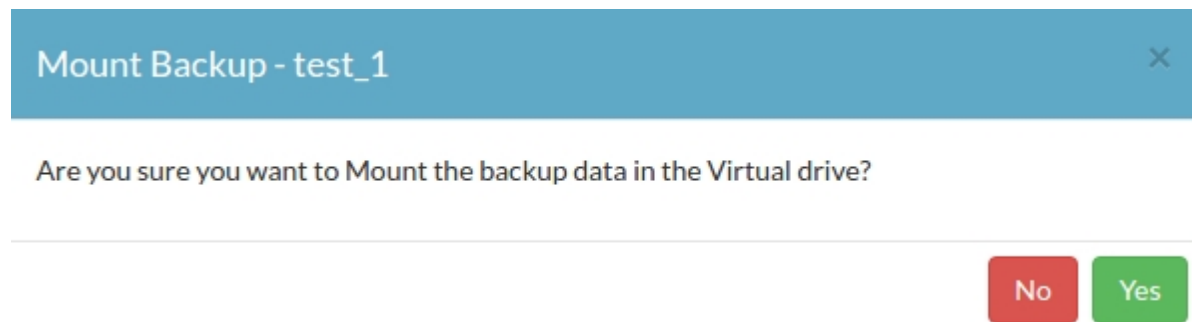 Mount Backup - test_1
×
Are you sure you want to Mount the backup data in the Virtual drive?
No
Yes